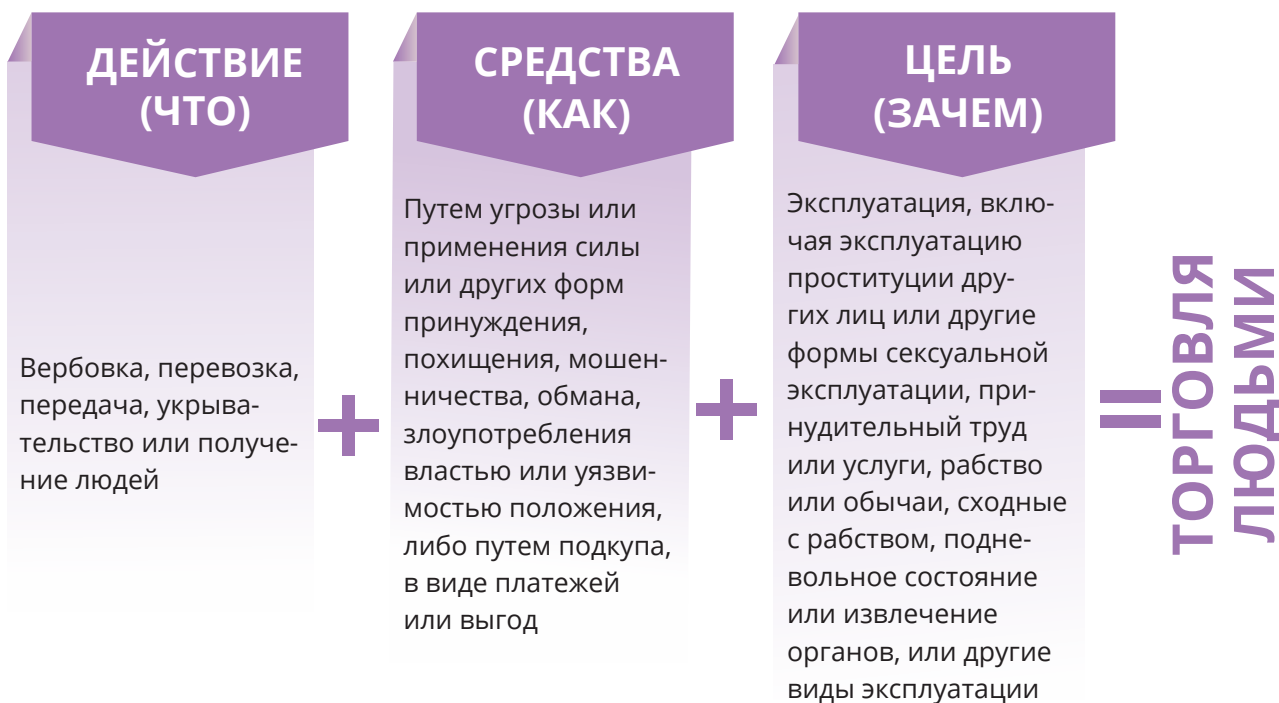 ДЕЙСТВИЕ
(ЧТО)
Вербовка, перевозка,
передача, укрыва-
тельство или получе-
ние людей
+
СРЕДСТВА
(КАК)
Путем угрозы или
применения силы
или других форм
принуждения,
похищения, мошен-
ничества, обмана,
злоупотребления
властью или уязви-
мостью положения,
либо путем подкупа,
в виде платежей
или выгод
+
ЦЕЛЬ
(ЗАЧЕМ)
Эксплуатация, вклю-
чая эксплуатацию
проституции дру-
гих лиц или другие
формы сексуальной
эксплуатации, при-
нудительный труд
или услуги, рабство
или обычаи, сходные
с рабством, подне-
вольное состояние
или извлечение
органов, или другие
виды эксплуатации
=
ТОРГОВЛЯ
ЛЮДЬМИ